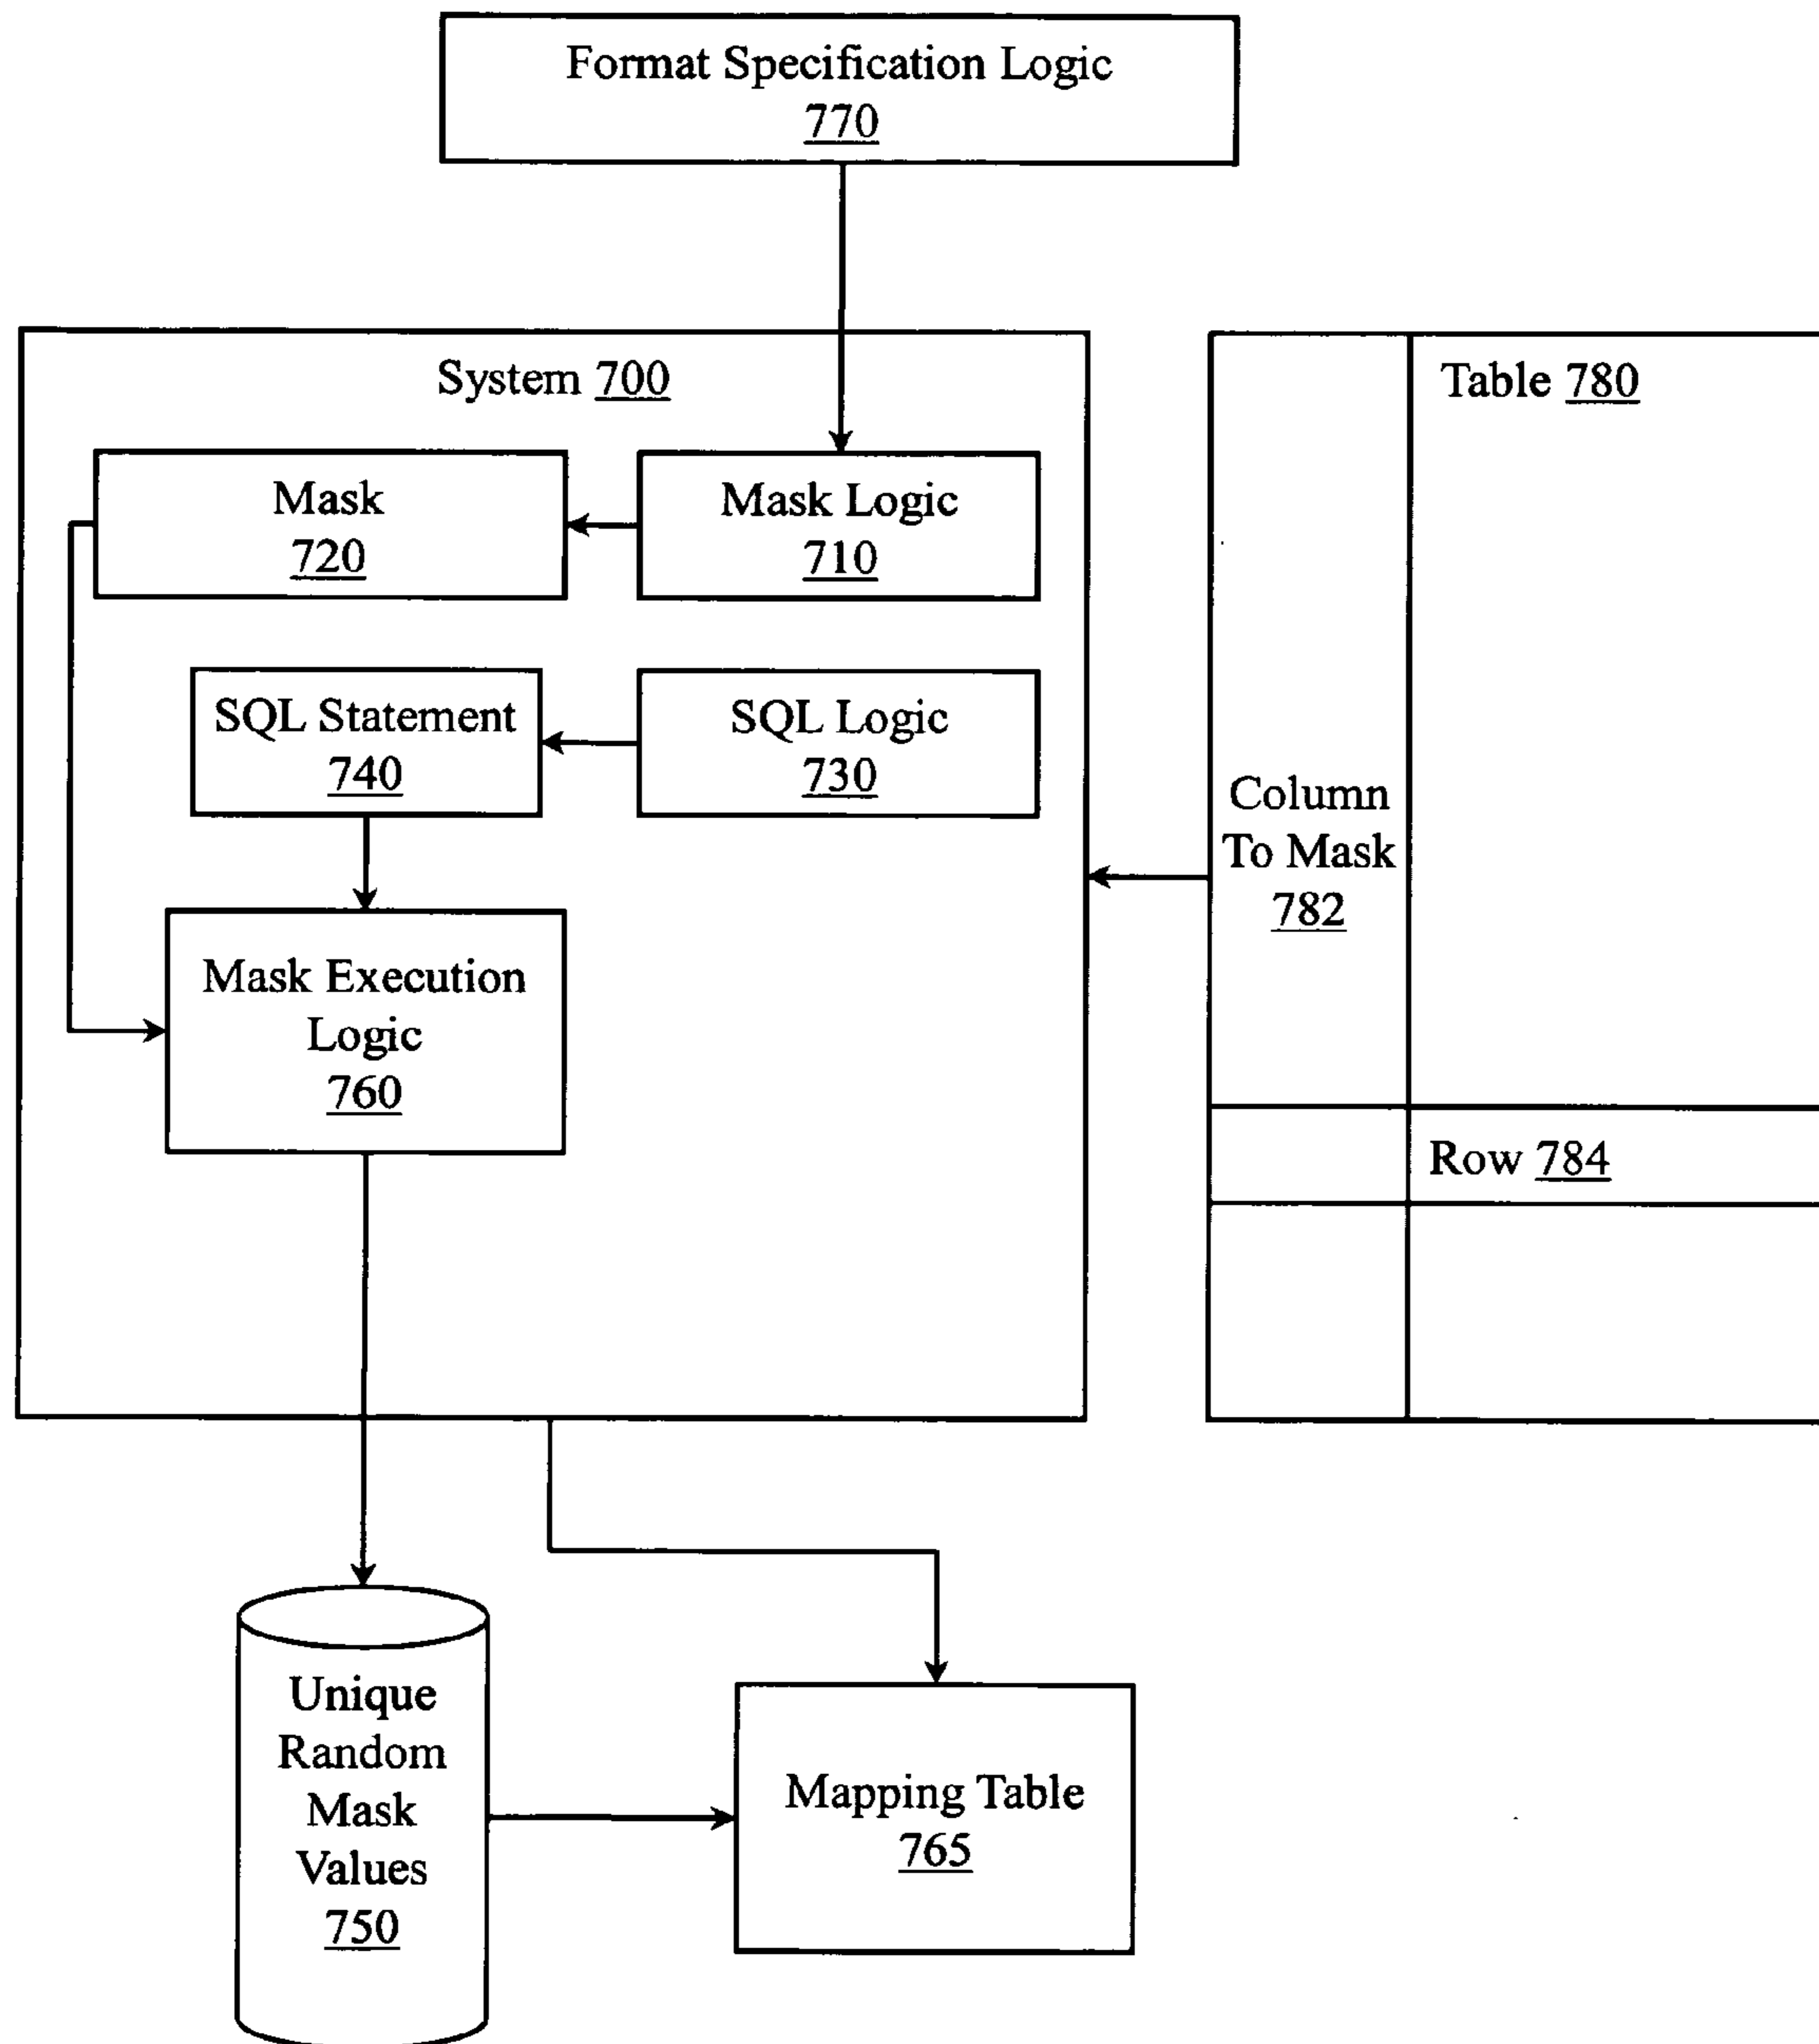 Format Specification Logic
770
System 700
Table 780
Mask
720
Mask Logic
710
SQL Statement
740
SQL Logic
730
Column
To Mask
782
Mask Execution
Logic
760
Row 784
Unique
Random
Mask
Values
750
Mapping Table
765